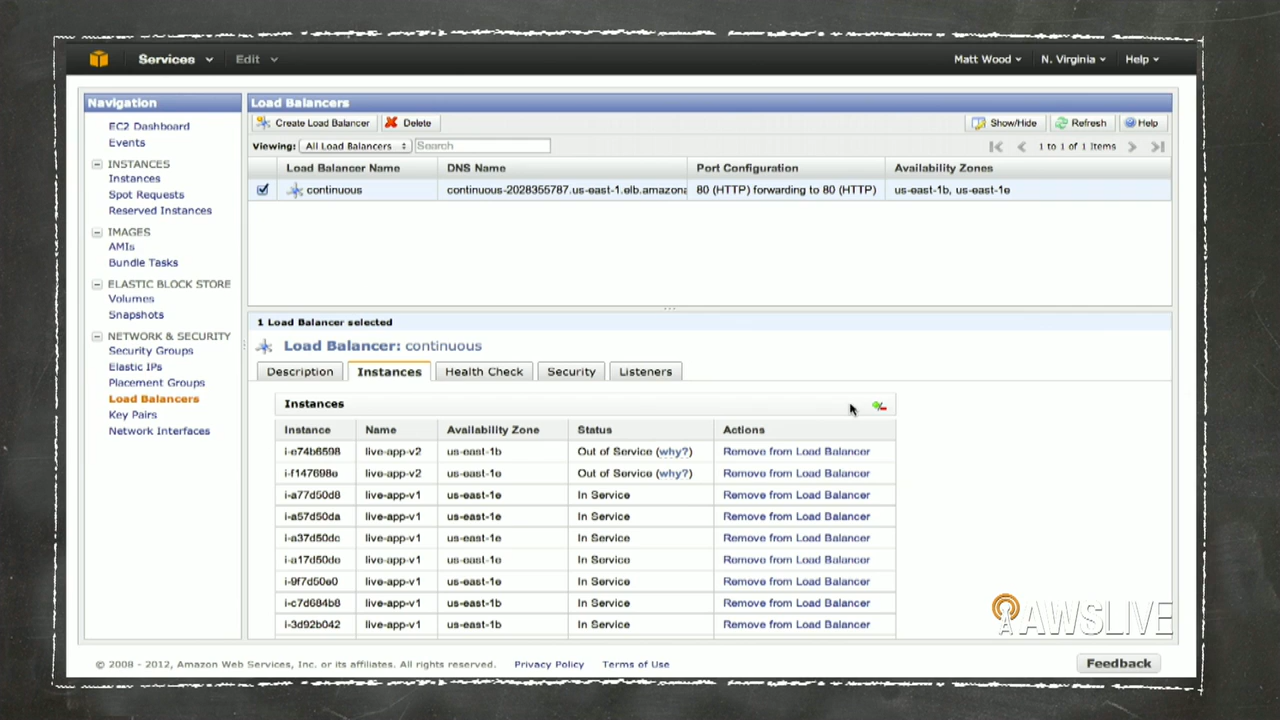 Services Edit Matt Wood N. Virginia Help
Navigation
EC2 Dashboard
Events
INSTANCES
Instances
Spot Requests
Reserved Instances
IMAGES
AMIs
Bundle Tasks
ELASTIC BLOCK STORE
Volumes
Snapshots
NETWORK & SECURITY
Security Groups
Elastic IPs
Placement Groups
Load Balancers
Key Pairs
Network Interfaces
Load Balancers
Create Load Balancer Delete Show/Hide Refresh Help
Viewing: All Load Balancers Search 1 to 1 of 1 Items
Load Balancer Name DNS Name Port Configuration Availability Zones
continuous continuous-2028355787.us-east-1.elb.amazona 80 (HTTP) forwarding to 80 (HTTP) us-east-1b, us-east-1e
1 Load Balancer selected
Load Balancer: continuous
Description Instances Health Check Security Listeners
Instances
Instance Name Availability Zone Status Actions
i-e74b6598 live-app-v2 us-east-1b Out of Service (why?) Remove from Load Balancer
i-f147698e live-app-v2 us-east-1e Out of Service (why?) Remove from Load Balancer
i-a77d50d8 live-app-v1 us-east-1e In Service Remove from Load Balancer
i-a57d50da live-app-v1 us-east-1e In Service Remove from Load Balancer
i-a37d50dc live-app-v1 us-east-1e In Service Remove from Load Balancer
i-a17d50de live-app-v1 us-east-1e In Service Remove from Load Balancer
i-9f7d50e0 live-app-v1 us-east-1e In Service Remove from Load Balancer
i-c7d684b8 live-app-v1 us-east-1b In Service Remove from Load Balancer
i-3d92b042 live-app-v1 us-east-1b In Service Remove from Load Balancer
AWSLIVE
© 2008 - 2012, Amazon Web Services, Inc. or its affiliates. All rights reserved. Privacy Policy Terms of Use Feedback